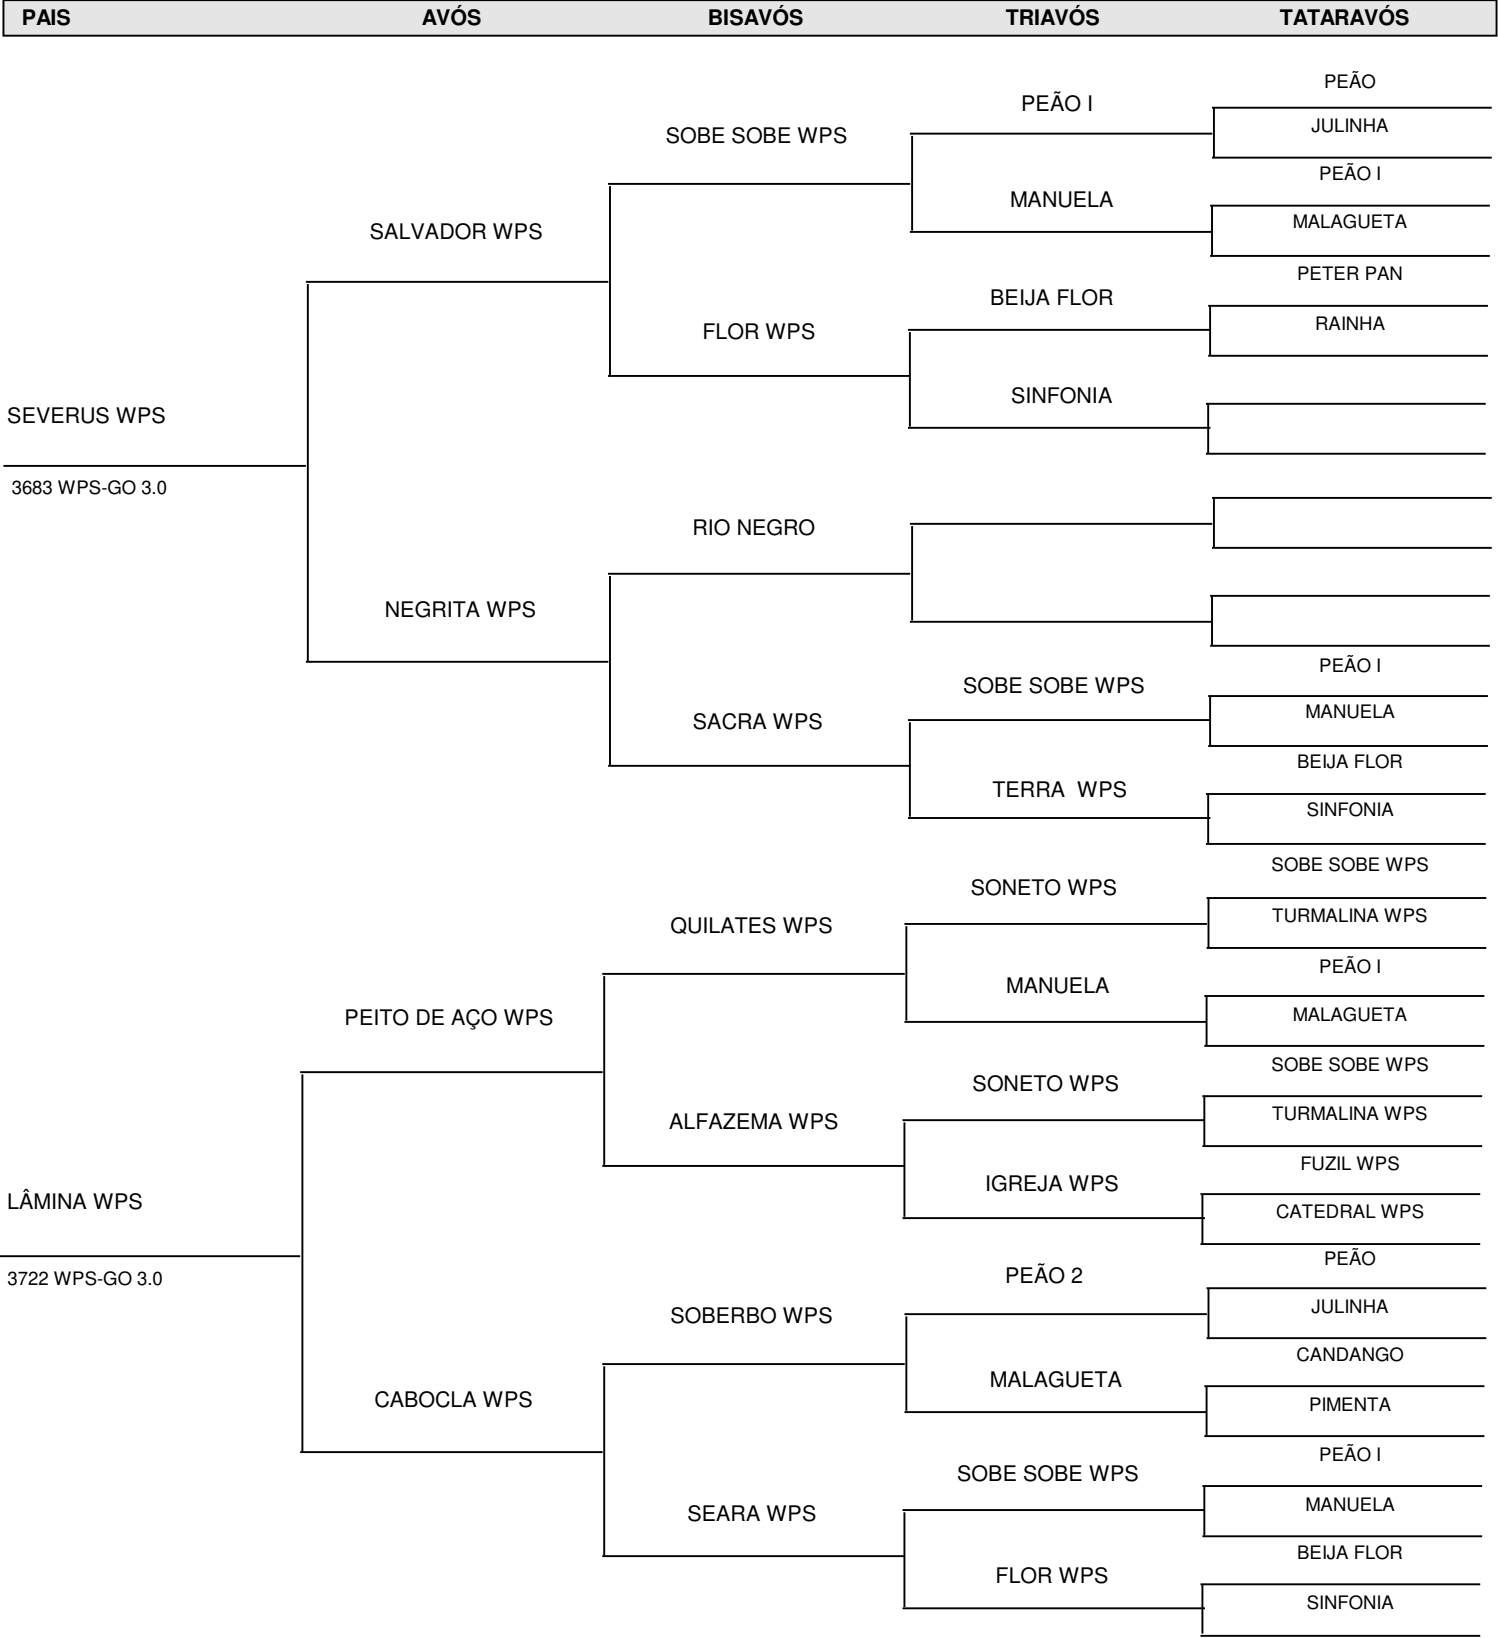 PAIS AVÓS BISAVÓS TRIAVÓS TATARAVÓS
PEÃO
PEÃO I
JULINHA
SOBE SOBE WPS
PEÃO I
MANUELA
MALAGUETA
SALVADOR WPS
PETER PAN
BEIJA FLOR
RAINHA
FLOR WPS
SINFONIA
SEVERUS WPS
3683 WPS-GO 3.0
RIO NEGRO
NEGRITA WPS
PEÃO I
SOBE SOBE WPS
MANUELA
SACRA WPS
BEIJA FLOR
TERRA WPS
SINFONIA
SOBE SOBE WPS
SONETO WPS
TURMALINA WPS
QUILATES WPS
PEÃO I
MANUELA
MALAGUETA
PEITO DE AÇO WPS
SOBE SOBE WPS
SONETO WPS
TURMALINA WPS
ALFAZEMA WPS
FUZIL WPS
IGREJA WPS
CATEDRAL WPS
LÂMINA WPS
3722 WPS-GO 3.0
PEÃO
PEÃO 2
JULINHA
SOBERBO WPS
CANDANGO
MALAGUETA
PIMENTA
CABOCLA WPS
PEÃO I
SOBE SOBE WPS
MANUELA
SEARA WPS
BEIJA FLOR
FLOR WPS
SINFONIA